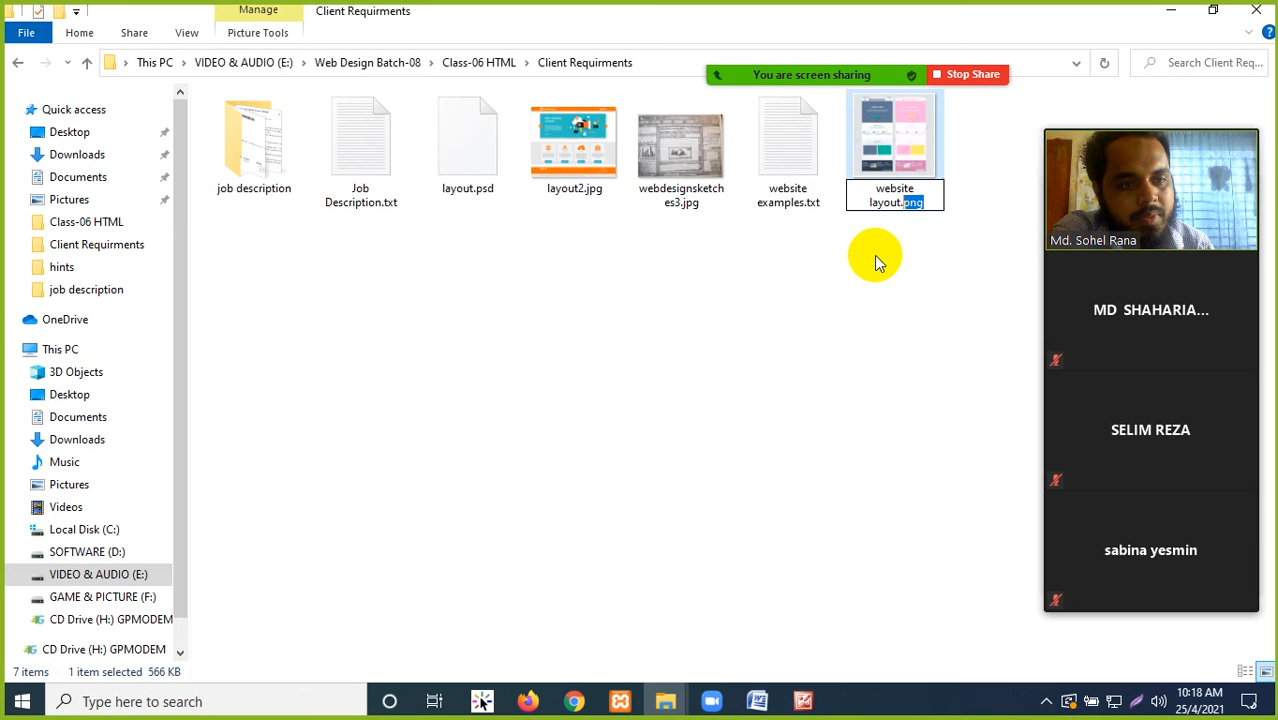 Manage
Client Requirments
File
Home
Share
View
Picture Tools
This PC
VIDEO & AUDIO (E:)
Web Design Batch-08
Class-06 HTML
Client Requirments
Search Client Req...
You are screen sharing
Stop Share
Quick access
Desktop
Downloads
Documents
Pictures
Class-06 HTML
Client Requirments
hints
job description
OneDrive
This PC
3D Objects
Desktop
Documents
Downloads
Music
Pictures
Videos
Local Disk (C:)
SOFTWARE (D:)
VIDEO & AUDIO (E:)
GAME & PICTURE (F:)
CD Drive (H:) GPMODEM
CD Drive (H:) GPMODEM
job description
Job
Description.txt
layout.psd
layout2.jpg
webdesignsketch
es3.jpg
website
examples.txt
website
layout.png
Md. Sohel Rana
MD SHAHARIA...
SELIM REZA
sabina yesmin
7 items
1 item selected 566 KB
Type here to search
10:18 AM
25/4/2021